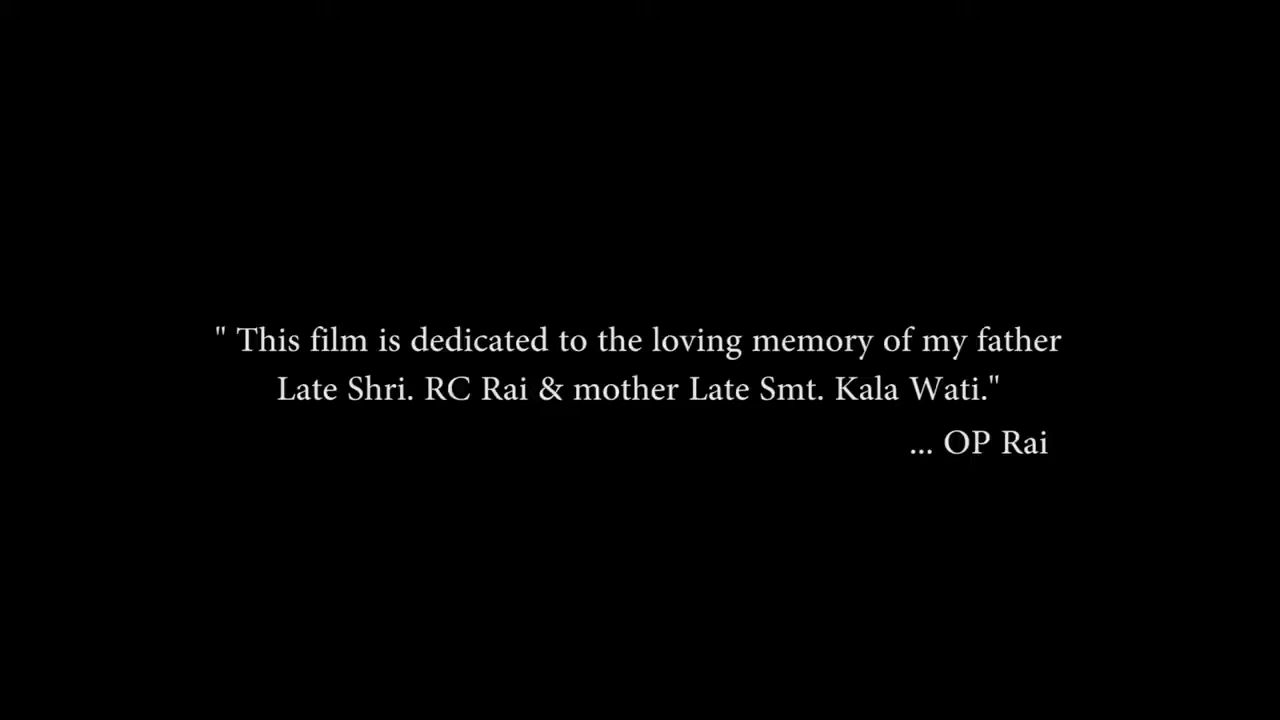 " This film is dedicated to the loving memory of my father
Late Shri. RC Rai & mother Late Smt. Kala Wati."
... OP Rai